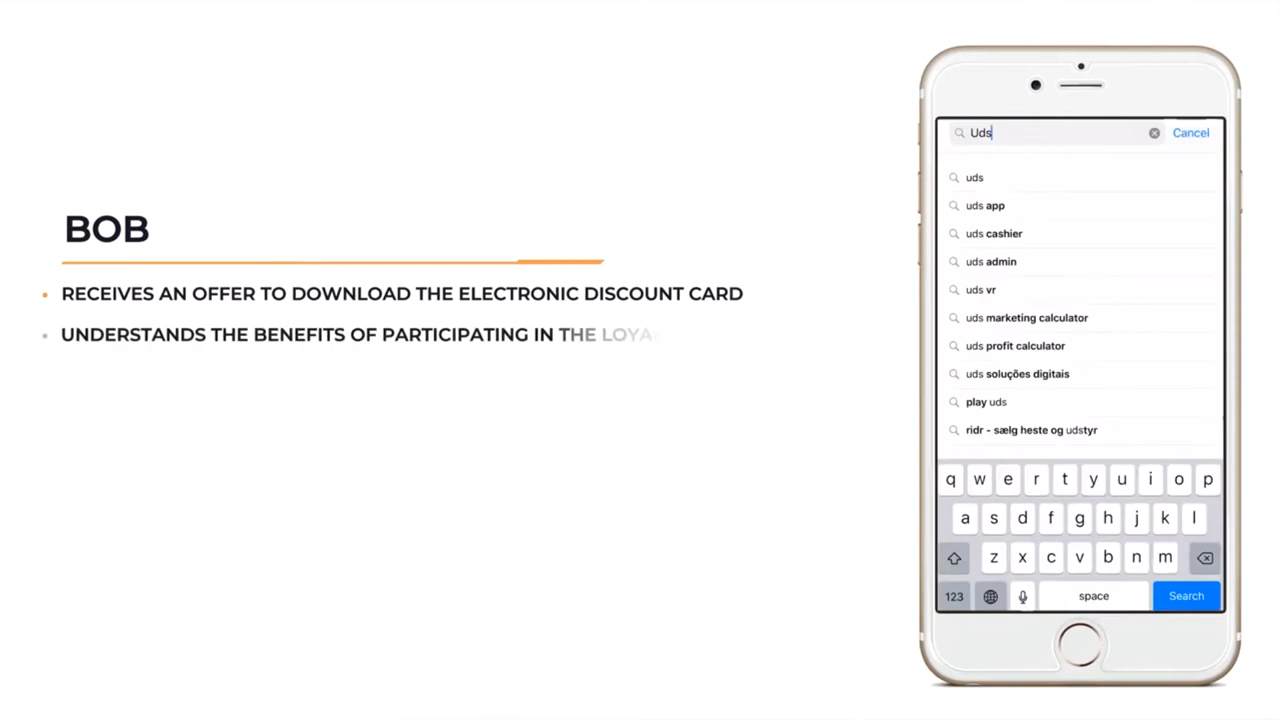 BOB
RECEIVES AN OFFER TO DOWNLOAD THE ELECTRONIC DISCOUNT CARD
UNDERSTANDS THE BENEFITS OF PARTICIPATING IN THE
Uds
Cancel
uds
uds app
uds cashier
uds admin
uds vr
uds marketing calculator
uds profit calculator
uds soluções digitais
play uds
ridr - sælg heste og udstyr
q w e r t y u i o p
a s d f g h j k l
z x c v b n m
123 space Search